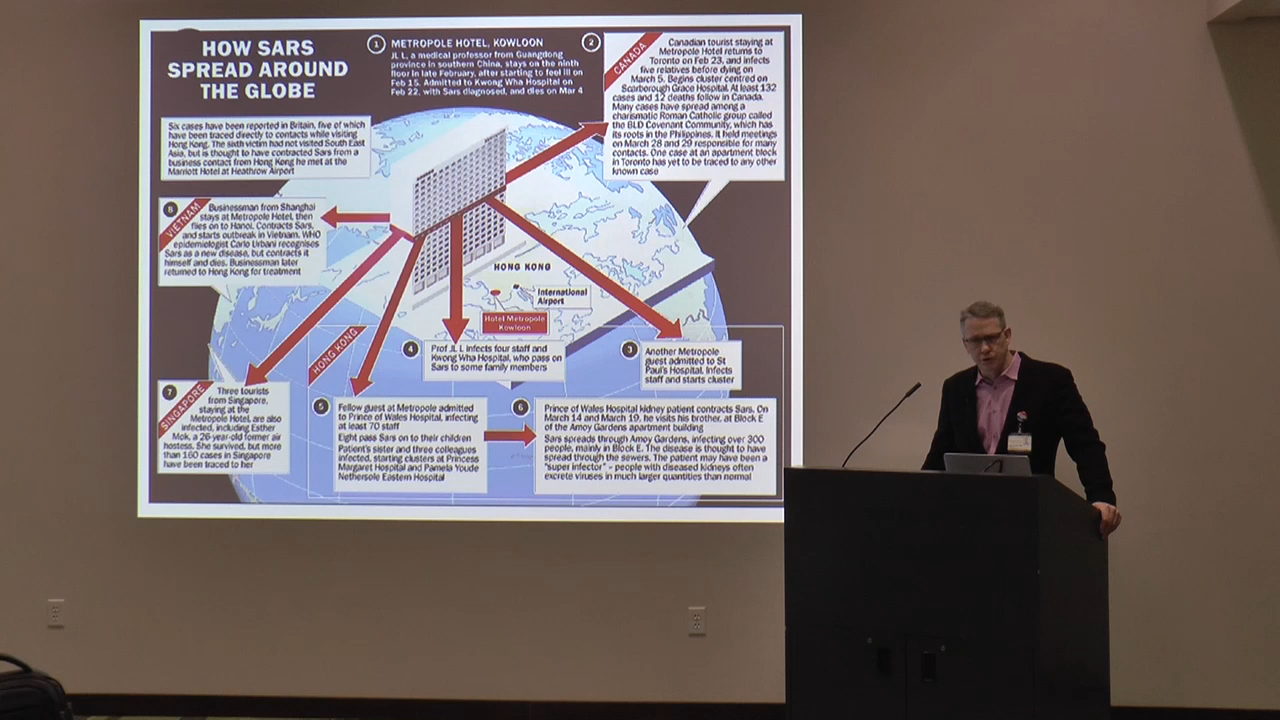 HOW SARS
SPREAD AROUND
THE GLOBE
Six cases have been reported in Britain, five of which
have been traced directly to contacts while visiting
Hong Kong. The sixth victim had not visited South East
Asia, but is thought to have contracted Sars from a
business contact from Hong Kong he met at the
Marriott Hotel at Heathrow Airport
1 METROPOLE HOTEL, KOWLOON
JL L, a medical professor from Guangdong
province in southern China, stays on the ninth
floor in late February, after starting to feel ill on
Feb 15. Admitted to Kwong Wha Hospital on
Feb 22, with Sars diagnosed, and dies on Mar 4
2
CANADA
Canadian tourist staying at
Metropole Hotel returns to
Toronto on Feb 23, and infects
five relatives before dying on
March 5. Begins cluster centred on
Scarborough Grace Hospital. At least 132
cases and 12 deaths follow in Canada.
Many cases have spread among a
charismatic Roman Catholic group called
the BLD Covenant Community, which has
its roots in the Philippines. It held meetings
on March 28 and 29 responsible for many
contacts. One case at an apartment block
in Toronto has yet to be traced to any other
known case
8
VIETNAM
Businessman from Shanghai
stays at Metropole Hotel, then
flies on to Hanoi. Contracts Sars,
and starts outbreak in Vietnam. WHO
epidemiologist Carlo Urbani recognises
Sars as a new disease, but contracts it
himself and dies. Businessman later
returned to Hong Kong for treatment
HONG KONG
International
Airport
Hotel Metropole
Kowloon
HONG KONG
4
Prof JL L infects four staff and
Kwong Wha Hospital, who pass on
Sars to some family members
3
Another Metropole
guest admitted to St
Paul's Hospital. Infects
staff and starts cluster
7
SINGAPORE
Three tourists
from Singapore,
staying at the
Metropole Hotel, are also
infected, including Esther
Mok, a 26-year-old former air
hostess. She survived, but more
than 160 cases in Singapore
have been traced to her
5
Fellow guest at Metropole admitted
to Prince of Wales Hospital, infecting
at least 70 staff
Eight pass Sars on to their children
Patient's sister and three colleagues
infected, starting clusters at Princess
Margaret Hospital and Pamela Youde
Nethersole Eastern Hospital
6
Prince of Wales Hospital kidney patient contracts Sars. On
March 14 and March 19, he visits his brother, at Block E
of the Amoy Gardens apartment building
Sars spreads through Amoy Gardens, infecting over 300
people, mainly in Block E. The disease is thought to have
spread through the sewers. The patient may have been a
"super infector" – people with diseased kidneys often
excrete viruses in much larger quantities than normal